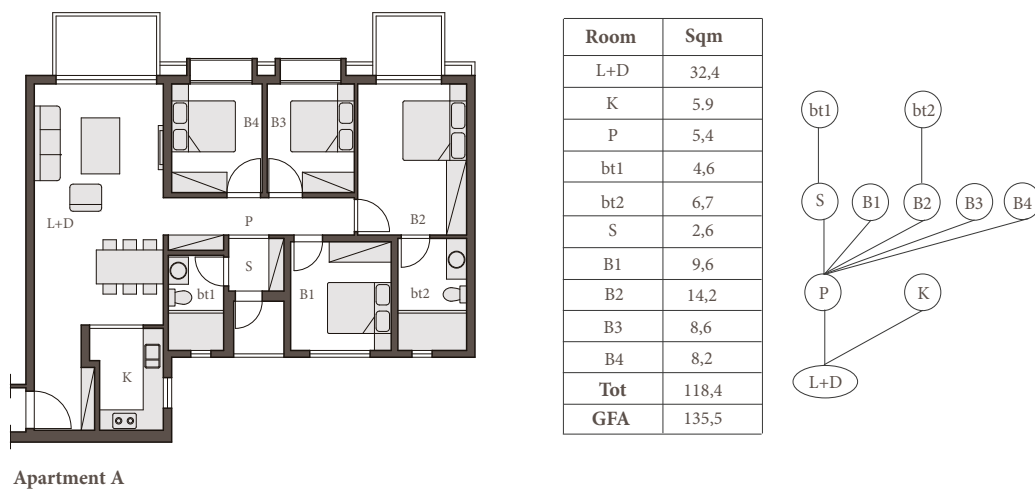 B4
B3
L+D
P
B2
S
bt1
B1
bt2
K
Apartment A
Room Sqm
L+D 32,4
K 5.9
P 5,4
bt1 4,6
bt2 6,7
S 2,6
B1 9,6
B2 14,2
B3 8,6
B4 8,2
Tot 118,4
GFA 135,5
bt1 bt2
S B1 B2 B3 B4
P K
L+D